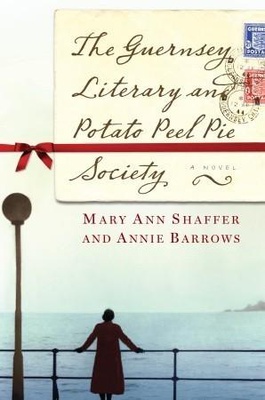 The Guernsey
Literary and
Potato Peel Pie
Society
A NOVEL
MARY ANN SHAFFER
AND ANNIE BARROWS